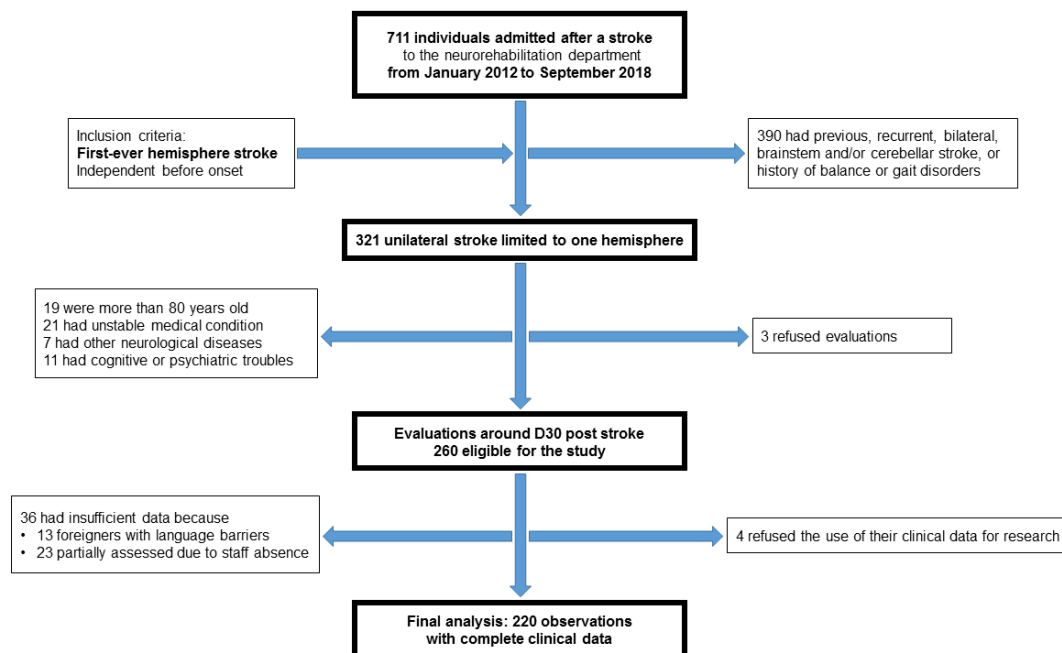 711 individuals admitted after a stroke
to the neurorehabilitation department
from January 2012 to September 2018
Inclusion criteria:
First-ever hemisphere stroke
Independent before onset
390 had previous, recurrent, bilateral,
brainstem and/or cerebellar stroke, or
history of balance or gait disorders
321 unilateral stroke limited to one hemisphere
19 were more than 80 years old
21 had unstable medical condition
7 had other neurological diseases
11 had cognitive or psychiatric troubles
3 refused evaluations
Evaluations around D30 post stroke
260 eligible for the study
36 had insufficient data because
• 13 foreigners with language barriers
• 23 partially assessed due to staff absence
4 refused the use of their clinical data for research
Final analysis: 220 observations
with complete clinical data